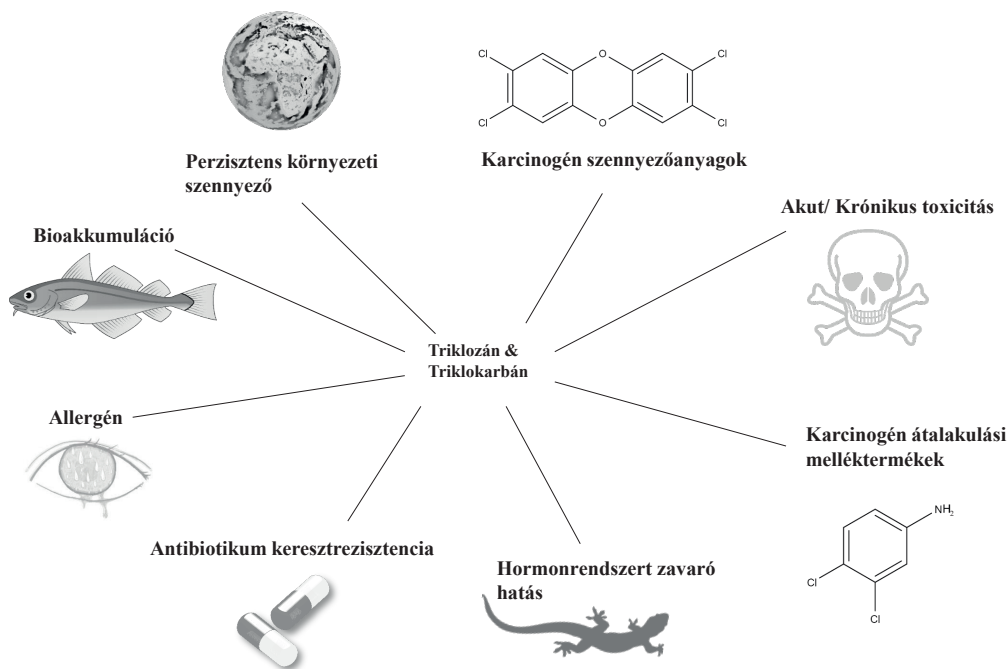 Cl
Cl
O
O
Cl
Cl
Perzisztens környezeti
szennyező
Karcinogén szennyezőanyagok
Akut/ Krónikus toxicitás
Bioakkumuláció
Triklozán &
Triklokarbán
Allergén
Karcinogén átalakulási
melléktermékek
NH₂
Cl
Cl
Antibiotikum keresztrezisztencia
Hormonrendszert zavaró
hatás